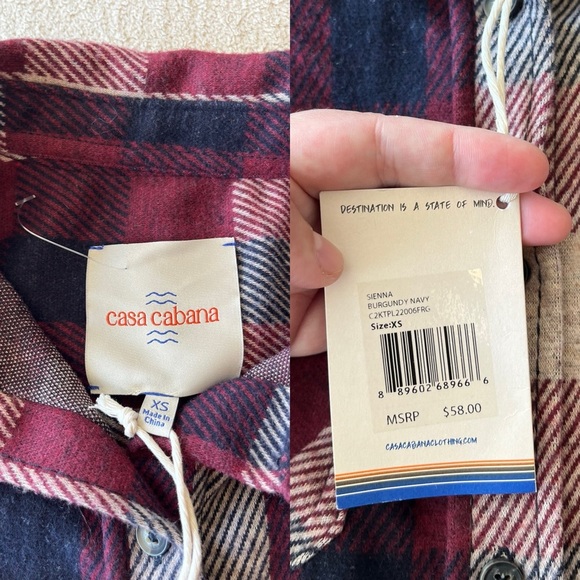 casa cabana
XS
Made in
China
DESTINATION IS A STATE OF MIND.
SIENNA
BURGUNDY NAVY
C2KTPL22006FRG
Size:XS
8 89602 68966 6
MSRP $58.00
CASACABANACLOTHING.COM